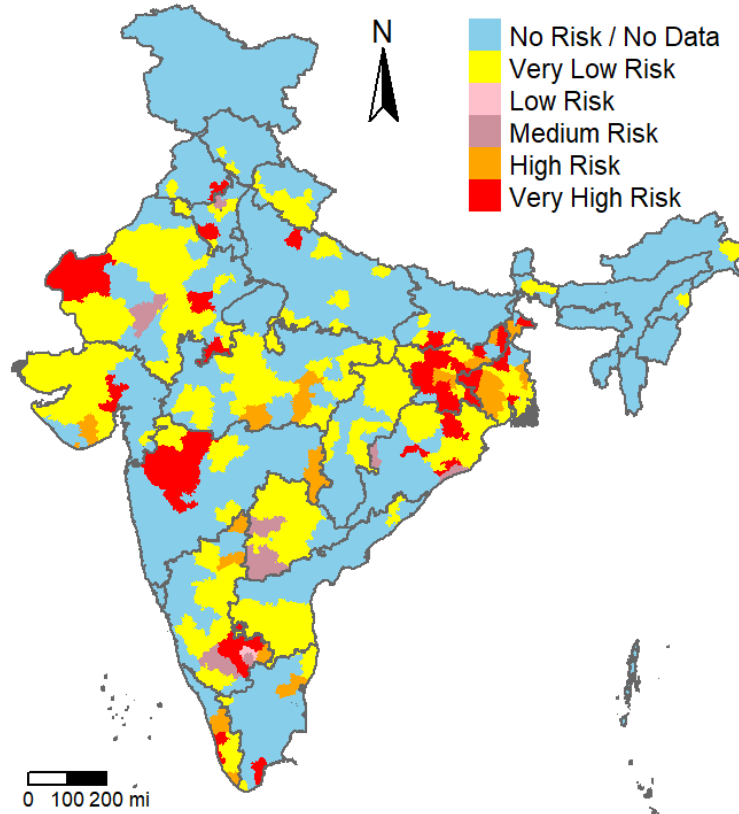 N
No Risk / No Data
Very Low Risk
Low Risk
Medium Risk
High Risk
Very High Risk
0 100 200 mi